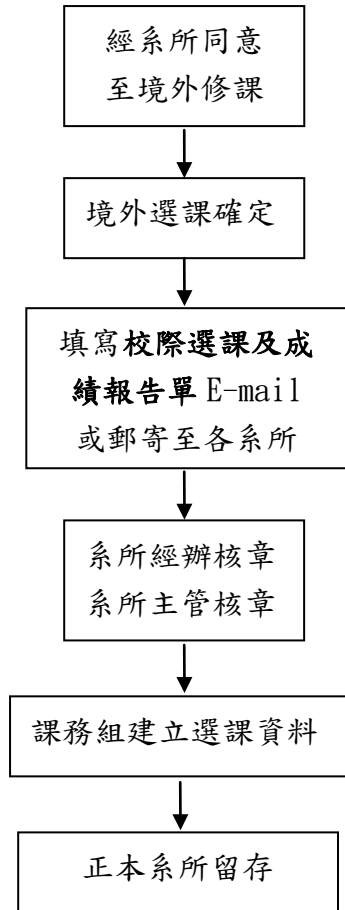 經系所同意
至境外修課
境外選課確定
填寫校際選課及成
績報告單 E-mail
或郵寄至各系所
系所經辦核章
系所主管核章
課務組建立選課資料
正本系所留存